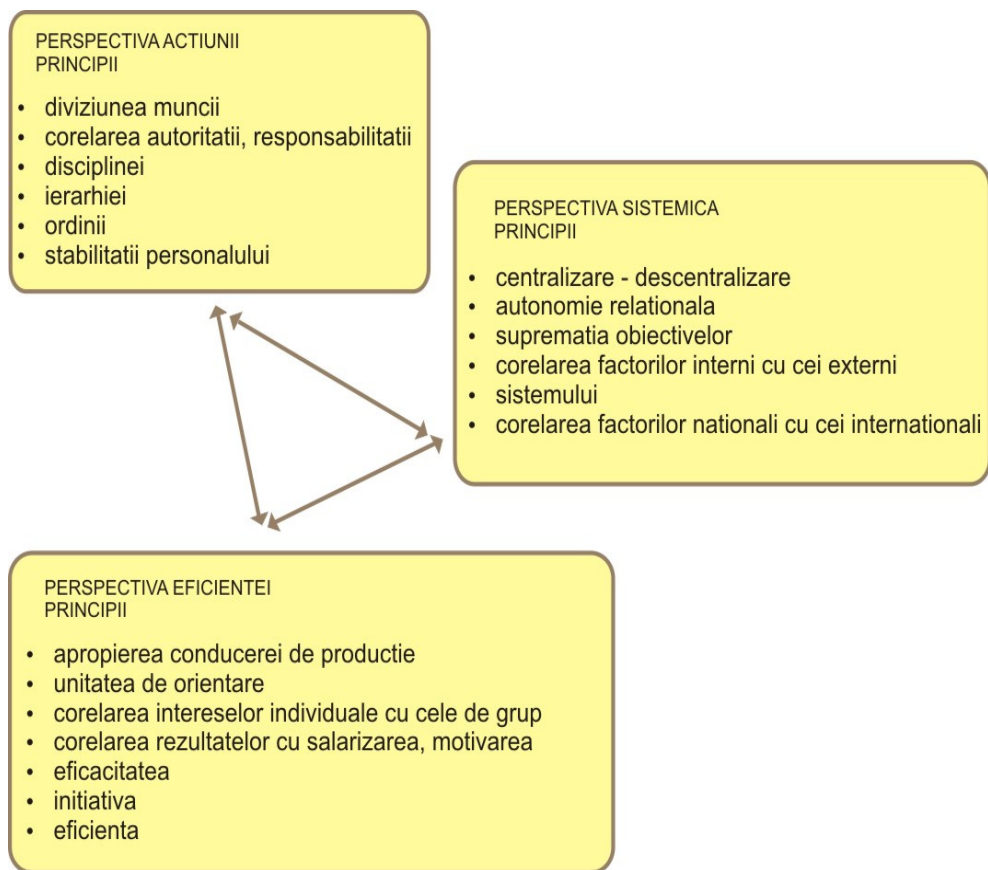 PERSPECTIVA ACTIUNII
PRINCIPII
• diviziunea muncii
• corelarea autoritatii, responsabilitatii
• disciplinei
• ierarhiei
• ordinii
• stabilitatii personalului
PERSPECTIVA SISTEMICA
PRINCIPII
• centralizare - descentralizare
• autonomie relationala
• suprematia obiectivelor
• corelarea factorilor interni cu cei externi
• sistemului
• corelarea factorilor nationali cu cei internationali
PERSPECTIVA EFICIENTEI
PRINCIPII
• apropierea conducerei de productie
• unitatea de orientare
• corelarea intereselor individuale cu cele de grup
• corelarea rezultatelor cu salarizarea, motivarea
• eficacitatea
• initiativa
• eficienta